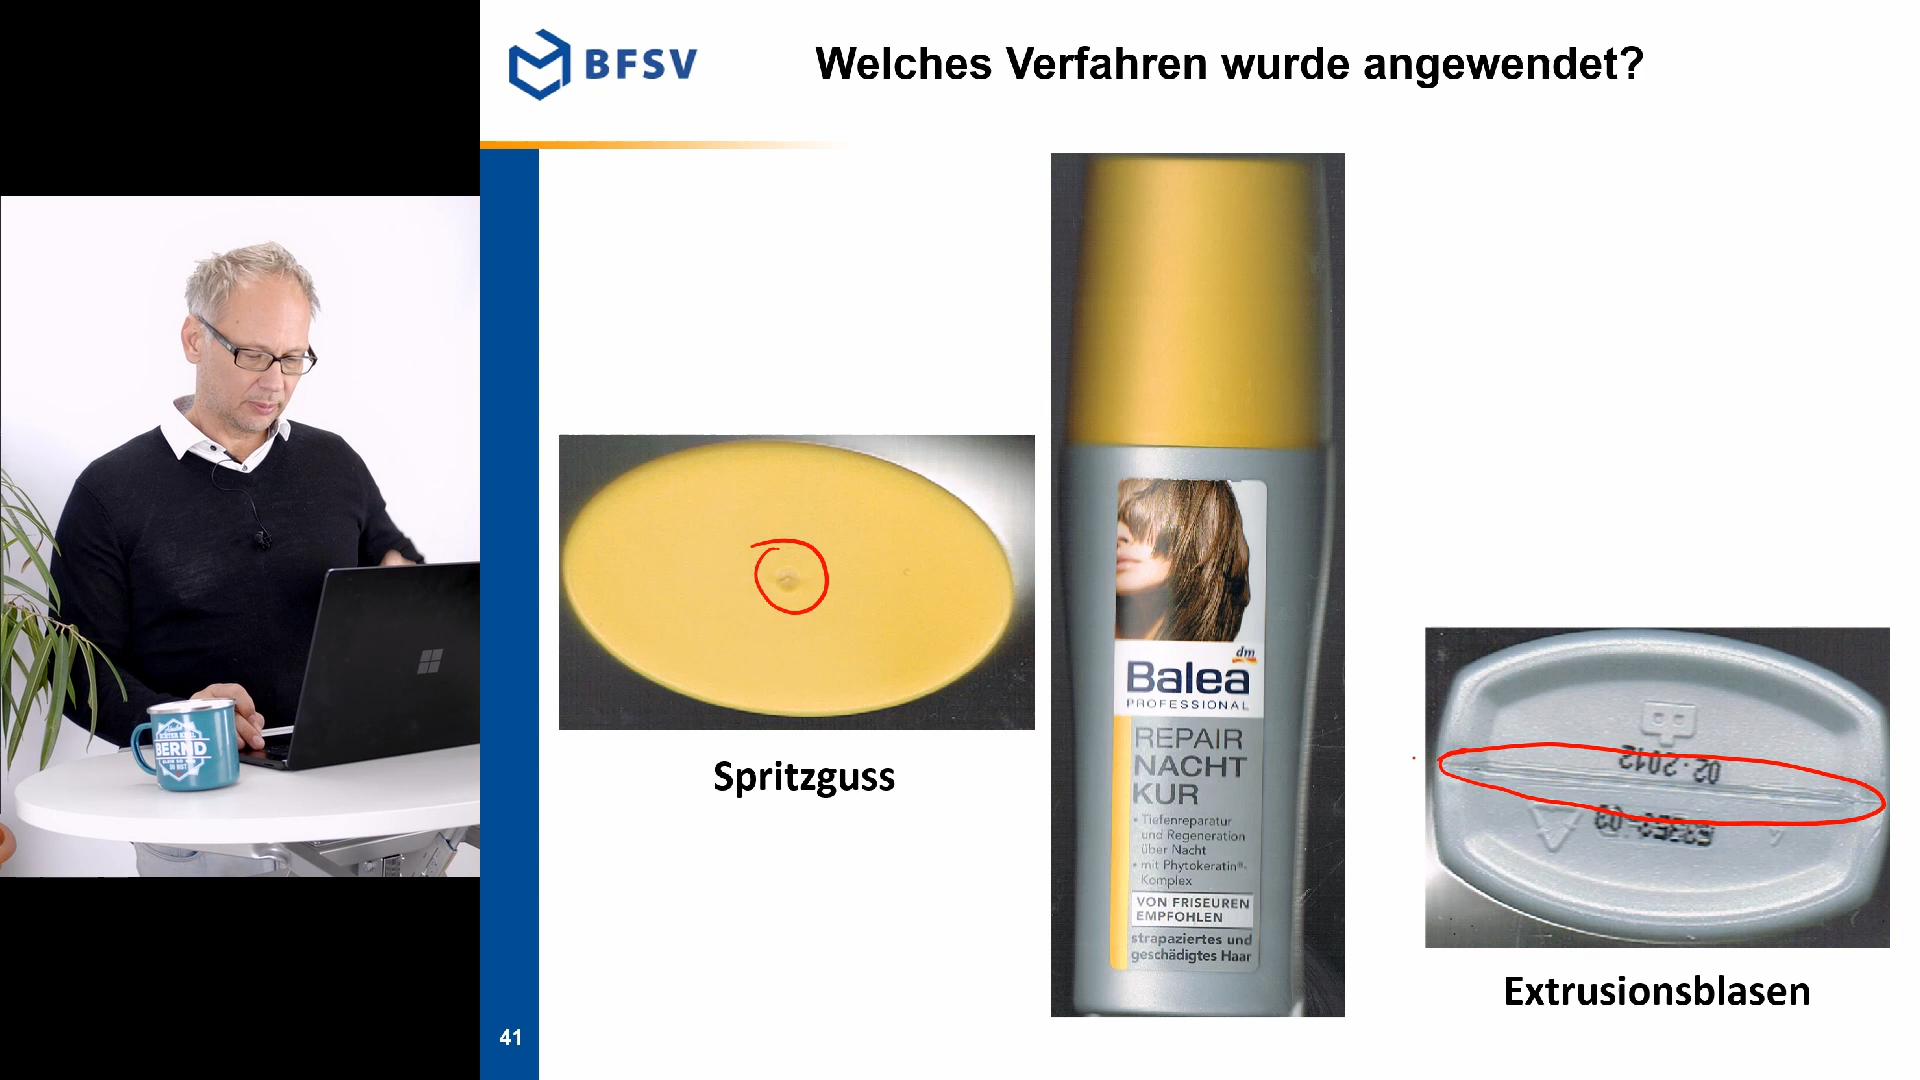 BFSV
Welches Verfahren wurde angewendet?
BERND
Spritzguss
dm
Balea
PROFESSIONAL
REPAIR
NACHT
KUR
• Tiefenreparatur
und Regeneration
über Nacht
• mit Phytokeratin®-
Komplex
VON FRISEUREN
EMPFOHLEN
strapaziertes und
geschädigtes Haar
02.2012
Extrusionsblasen
41